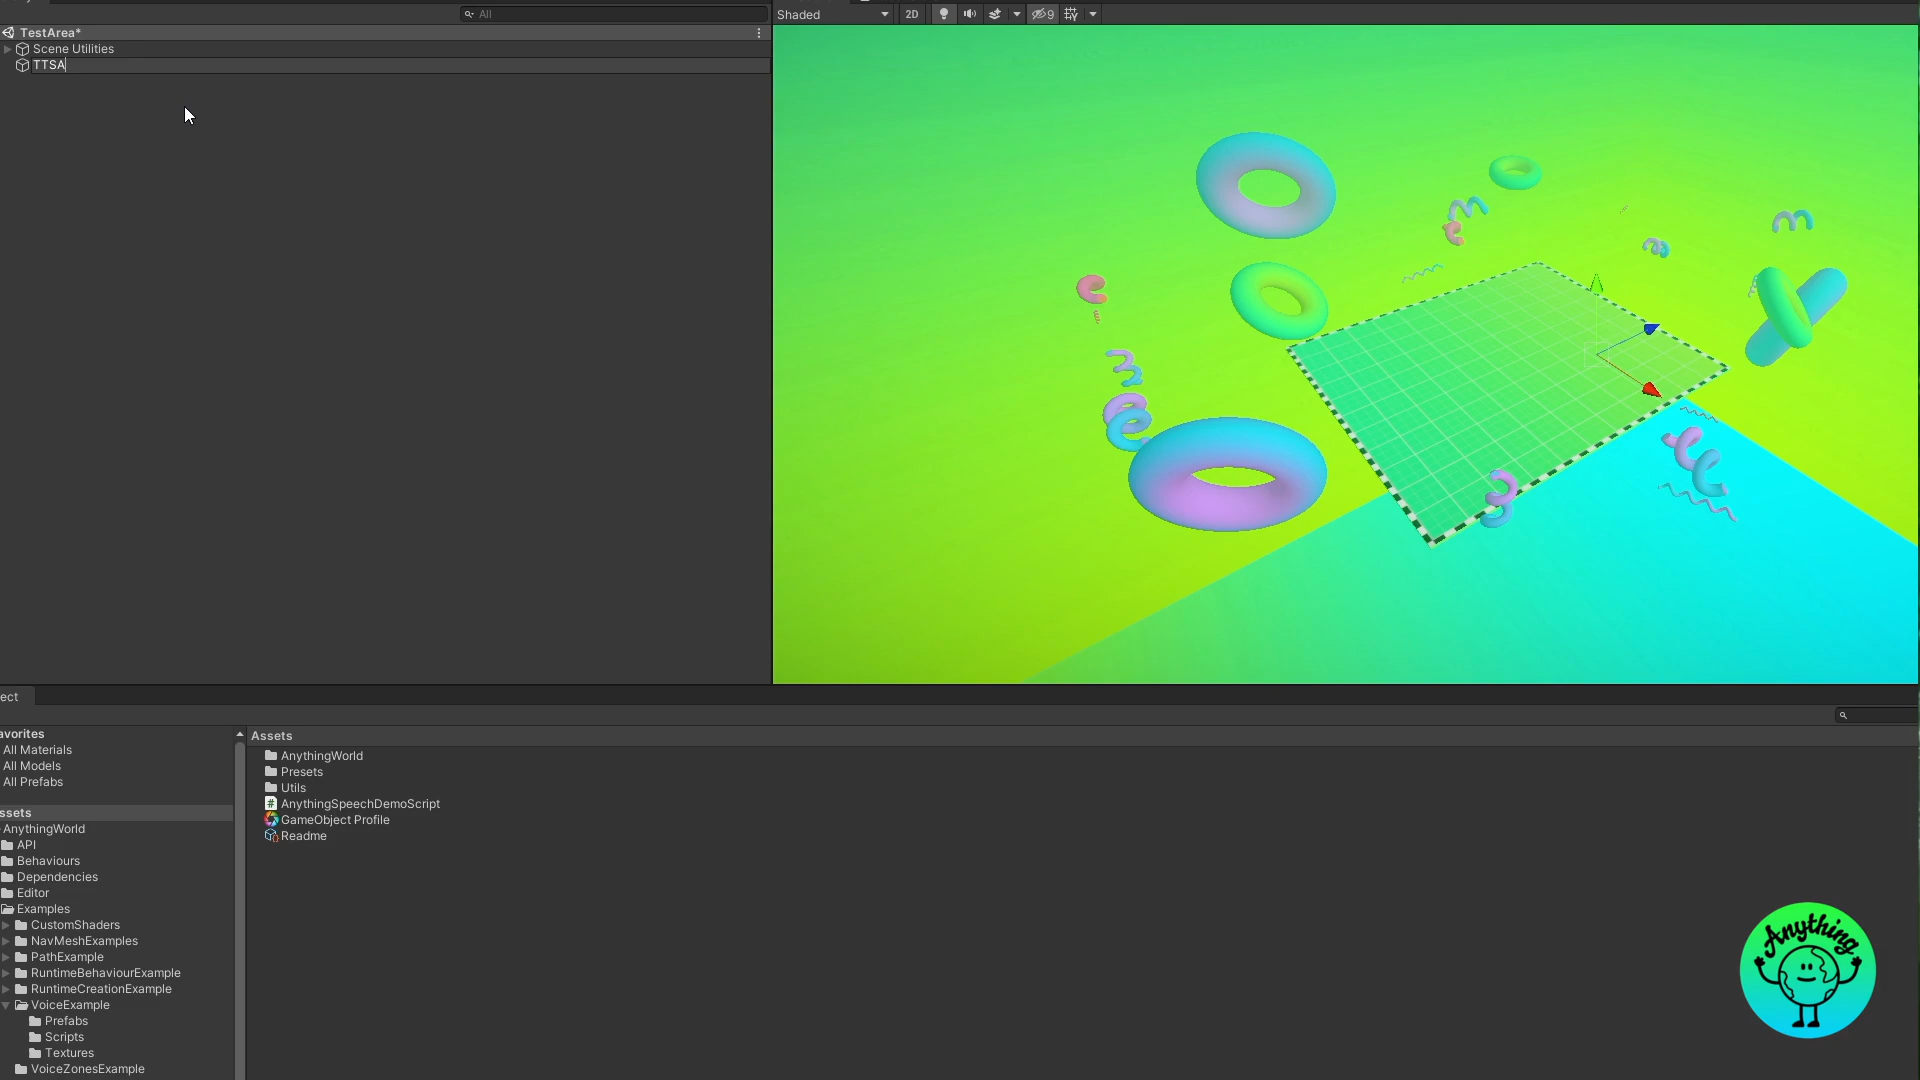 All
Shaded
2D
9
TestArea*
Scene Utilities
TTSA
ect
avorites
All Materials
All Models
All Prefabs
ssets
AnythingWorld
API
Behaviours
Dependencies
Editor
Examples
CustomShaders
NavMeshExamples
PathExample
RuntimeBehaviourExample
RuntimeCreationExample
VoiceExample
Prefabs
Scripts
Textures
VoiceZonesExample
Assets
AnythingWorld
Presets
Utils
AnythingSpeechDemoScript
GameObject Profile
Readme
Anything